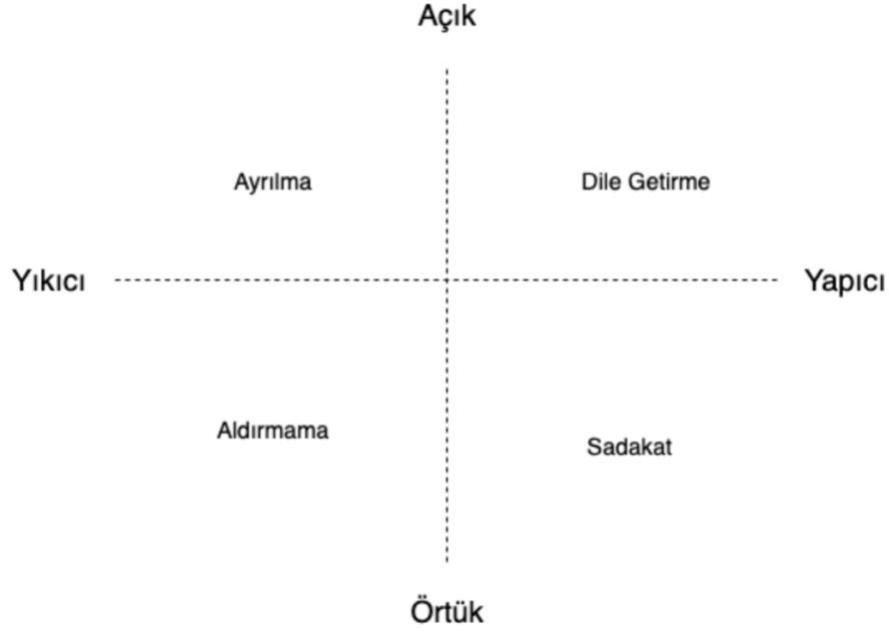 Açık
Ayrılma
Dile Getirme
Yıkıcı
Yapıcı
Aldırmama
Sadakat
Örtük